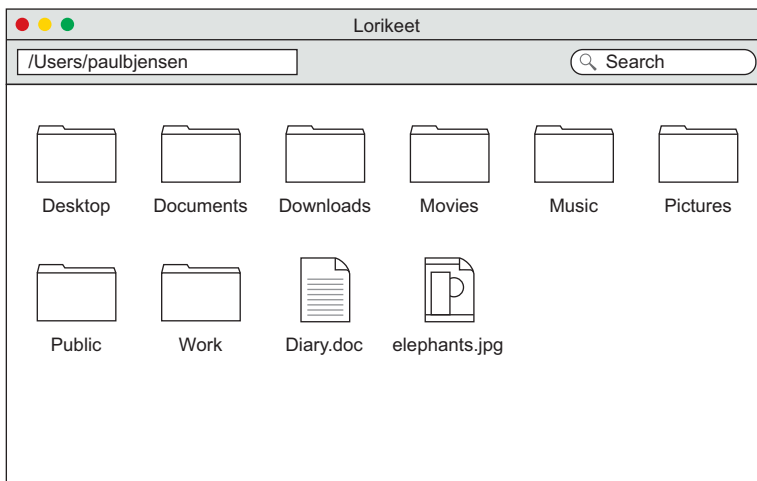 Lorikeet
/Users/paulbjensen
Search
Desktop Documents Downloads Movies Music Pictures
Public Work Diary.doc elephants.jpg